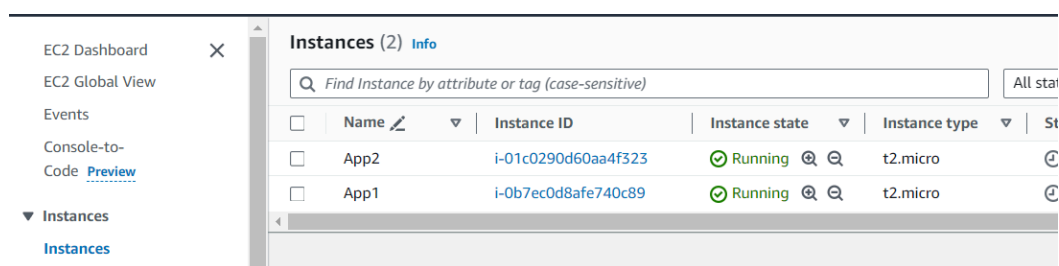 EC2 Dashboard
EC2 Global View
Events
Console-to-
Code Preview
Instances
Instances
Instances (2) Info
Find Instance by attribute or tag (case-sensitive)
All stat
Name Instance ID Instance state Instance type St
App2 i-01c0290d60aa4f323 Running t2.micro
App1 i-0b7ec0d8afe740c89 Running t2.micro